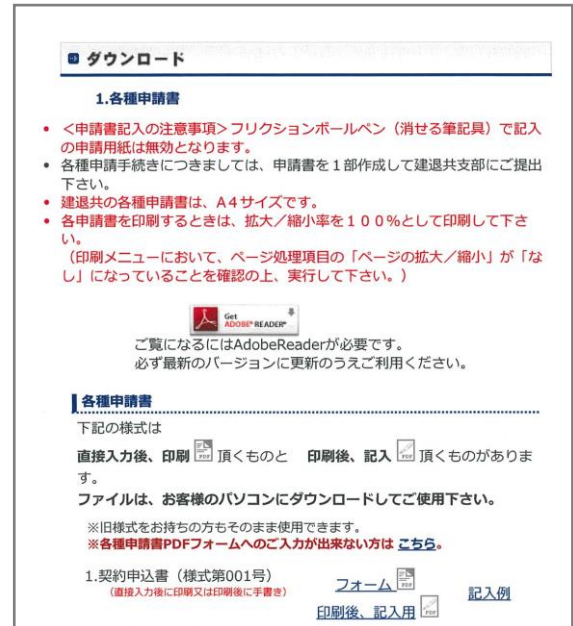 ダウンロード
1.各種申請書
• <申請書記入の注意事項>フリクションボールペン（消せる筆記具）で記入
の申請用紙は無効となります。
• 各種申請手続きにつきましては、申請書を１部作成して建退共支部にご提出
下さい。
• 建退共の各種申請書は、A４サイズです。
• 各申請書を印刷するときは、拡大／縮小率を１００％として印刷して下さ
い。
（印刷メニューにおいて、ページ処理項目の「ページの拡大／縮小」が「な
し」になっていることを確認の上、実行して下さい。）
Get
ADOBE® READER®
ご覧になるにはAdobeReaderが必要です。
必ず最新のバージョンに更新のうえご利用ください。
各種申請書
下記の様式は
直接入力後、印刷 PDF 頂くものと 印刷後、記入 PDF 頂くものがありま
す。
ファイルは、お客様のパソコンにダウンロードしてご使用下さい。
※旧様式をお持ちの方もそのまま使用できます。
※各種申請書PDFフォームへのご入力が出来ない方は こちら。
1.契約申込書（様式第001号） フォーム PDF 記入例
（直接入力後に印刷又は印刷後に手書き）
印刷後、記入用 PDF